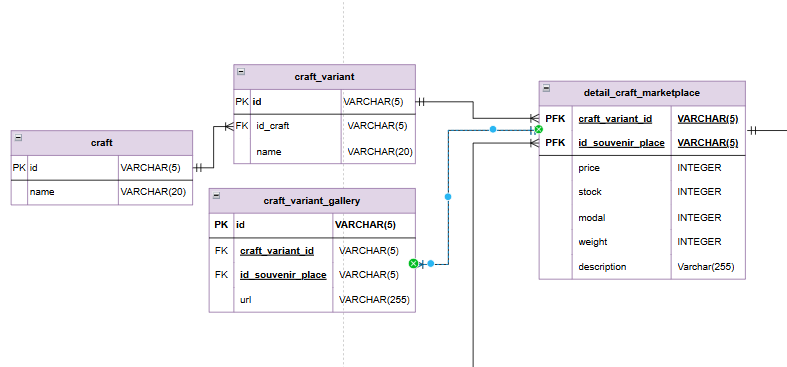 craft_variant
PK id VARCHAR(5)
FK id_craft VARCHAR(5)
name VARCHAR(20)
detail_craft_marketplace
PFK craft_variant_id VARCHAR(5)
PFK id_souvenir_place VARCHAR(5)
price INTEGER
stock INTEGER
modal INTEGER
weight INTEGER
description Varchar(255)
craft
PK id VARCHAR(5)
name VARCHAR(20)
craft_variant_gallery
PK id VARCHAR(5)
FK craft_variant_id VARCHAR(5)
FK id_souvenir_place VARCHAR(5)
url VARCHAR(255)